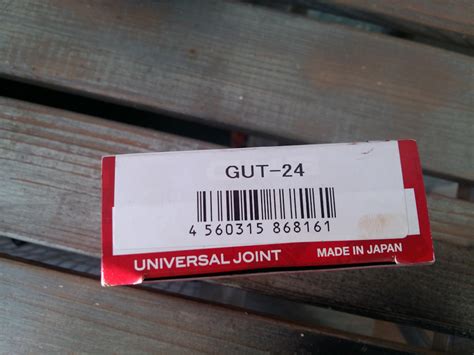 GUT-24
4 560315 868161
UNIVERSAL JOINT MADE IN JAPAN